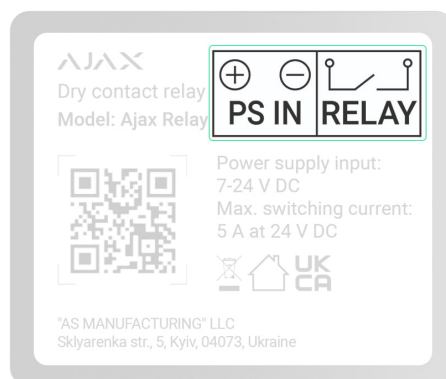 AJAX
Dry contact relay
Model: Ajax Relay
PS IN
RELAY
Power supply input:
7-24 V DC
Max. switching current:
5 A at 24 V DC
UK
CA
"AS MANUFACTURING" LLC
Sklyarenka str., 5, Kyiv, 04073, Ukraine